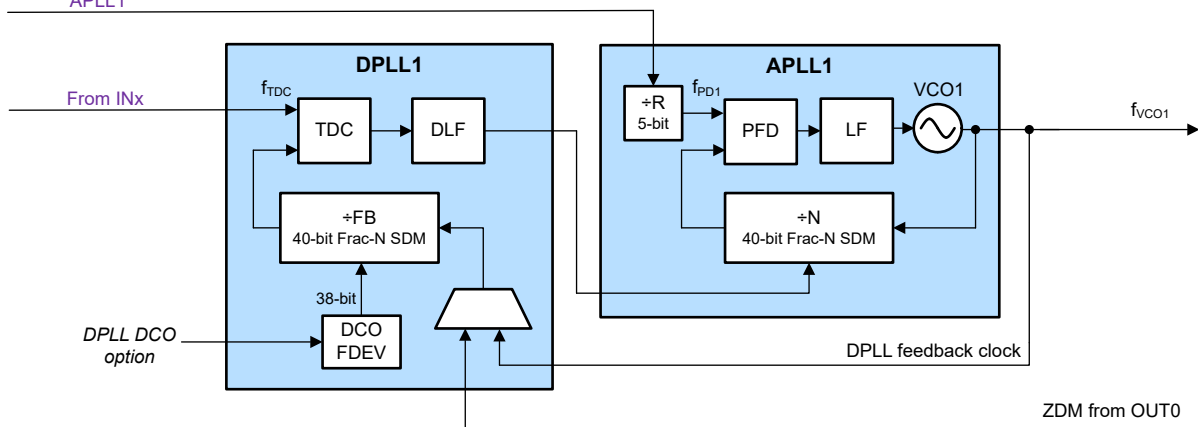 APLL1
DPLL1
APLL1
From INx
fTDC
TDC
DLF
÷R
5-bit
fPD1
PFD
LF
VCO1
fVCO1
÷FB
40-bit Frac-N SDM
÷N
40-bit Frac-N SDM
38-bit
DPLL DCO
option
DCO
FDEV
DPLL feedback clock
ZDM from OUT0